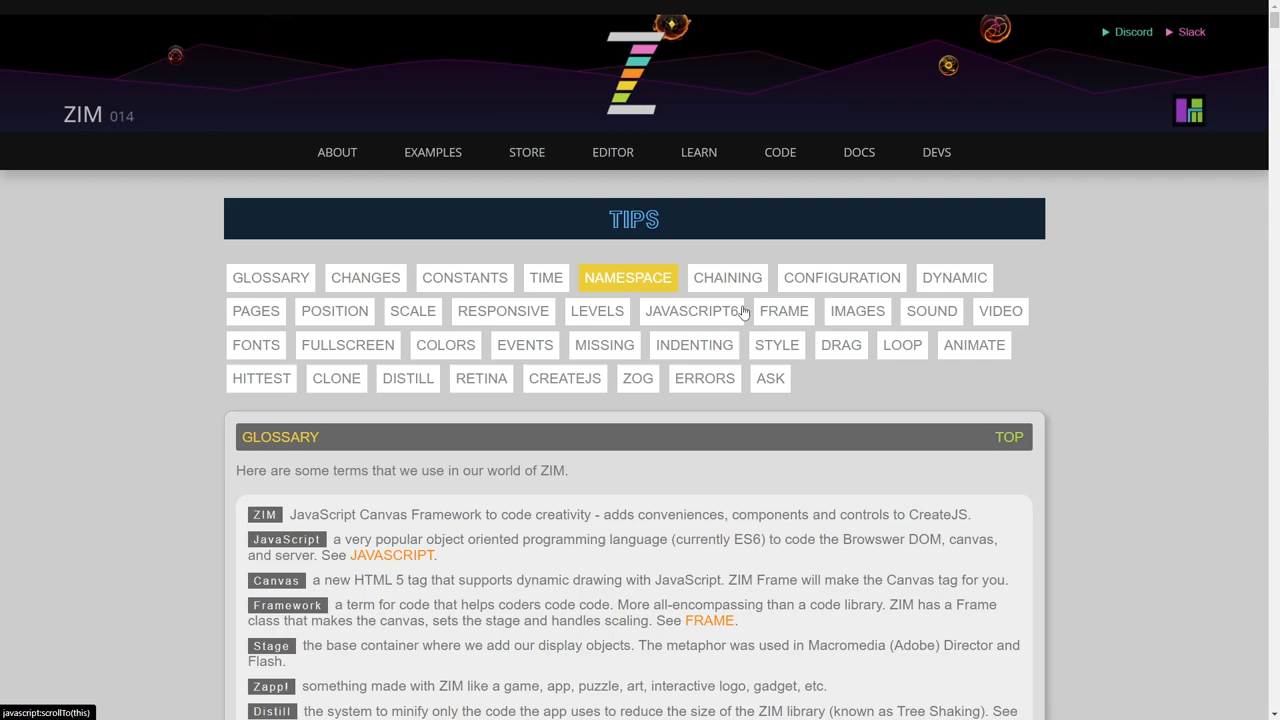 Discord Slack
ZIM 014
ABOUT EXAMPLES STORE EDITOR LEARN CODE DOCS DEVS
TIPS
GLOSSARY CHANGES CONSTANTS TIME NAMESPACE CHAINING CONFIGURATION DYNAMIC
PAGES POSITION SCALE RESPONSIVE LEVELS JAVASCRIPT6 FRAME IMAGES SOUND VIDEO
FONTS FULLSCREEN COLORS EVENTS MISSING INDENTING STYLE DRAG LOOP ANIMATE
HITTEST CLONE DISTILL RETINA CREATEJS ZOG ERRORS ASK
GLOSSARY TOP
Here are some terms that we use in our world of ZIM.
ZIM JavaScript Canvas Framework to code creativity - adds conveniences, components and controls to CreateJS.
JavaScript a very popular object oriented programming language (currently ES6) to code the Browswer DOM, canvas,
and server. See JAVASCRIPT.
Canvas a new HTML 5 tag that supports dynamic drawing with JavaScript. ZIM Frame will make the Canvas tag for you.
Framework a term for code that helps coders code code. More all-encompassing than a code library. ZIM has a Frame
class that makes the canvas, sets the stage and handles scaling. See FRAME.
Stage the base container where we add our display objects. The metaphor was used in Macromedia (Adobe) Director and
Flash.
Zapp! something made with ZIM like a game, app, puzzle, art, interactive logo, gadget, etc.
Distill the system to minify only the code the app uses to reduce the size of the ZIM library (known as Tree Shaking). See
javascript:scrollTo(this)